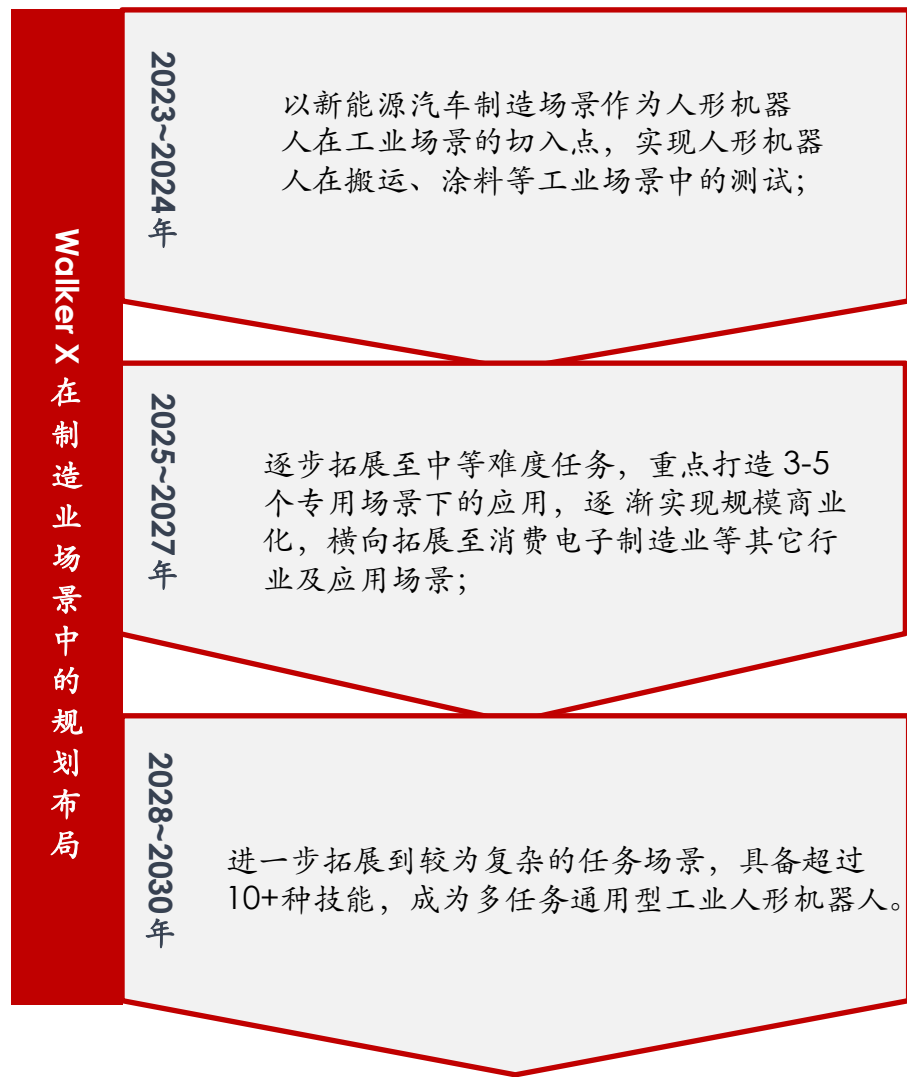 Walker X 在制造业场景中的规划布局
2023~2024年
以新能源汽车制造场景作为人形机器
人在工业场景的切入点，实现人形机器
人在搬运、涂料等工业场景中的测试；
2025~2027年
逐步拓展至中等难度任务，重点打造 3-5
个专用场景下的应用，逐 渐实现规模商业
化，横向拓展至消费电子制造业等其它行
业及应用场景；
2028~2030年
进一步拓展到较为复杂的任务场景，具备超过
10+种技能，成为多任务通用型工业人形机器人。